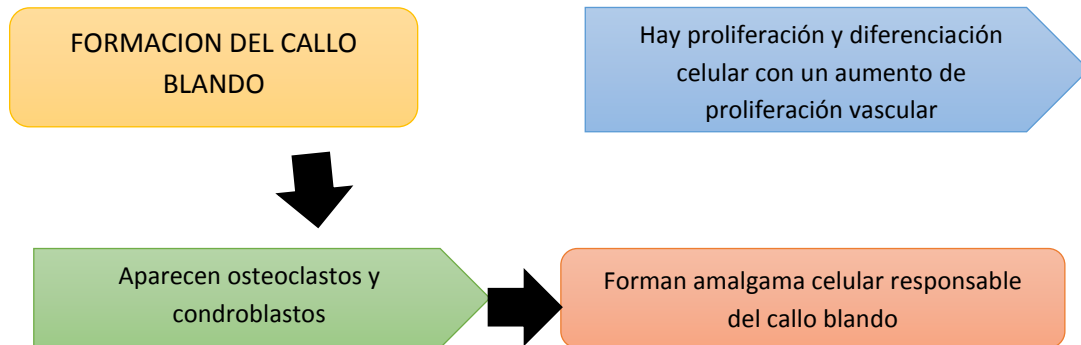 FORMACION DEL CALLO
BLANDO
Hay proliferación y diferenciación
celular con un aumento de
proliferación vascular
Aparecen osteoclastos y
condroblastos
Forman amalgama celular responsable
del callo blando